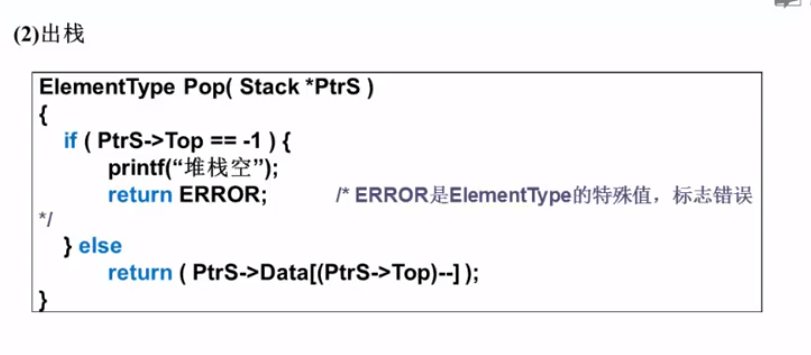 (2)出栈
ElementType Pop( Stack *PtrS )
{
if ( PtrS->Top == -1 ) {
printf(“堆栈空”);
return ERROR; /* ERROR是ElementType的特殊值，标志错误
*/
} else
return ( PtrS->Data[(PtrS->Top)--] );
}